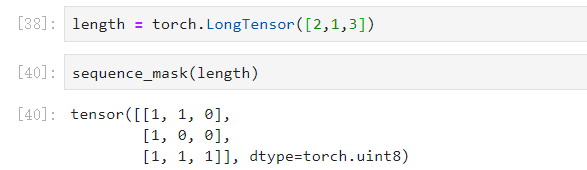 [38]: length = torch.LongTensor([2,1,3])
[40]: sequence_mask(length)
[40]: tensor([[1, 1, 0],
[1, 0, 0],
[1, 1, 1]], dtype=torch.uint8)